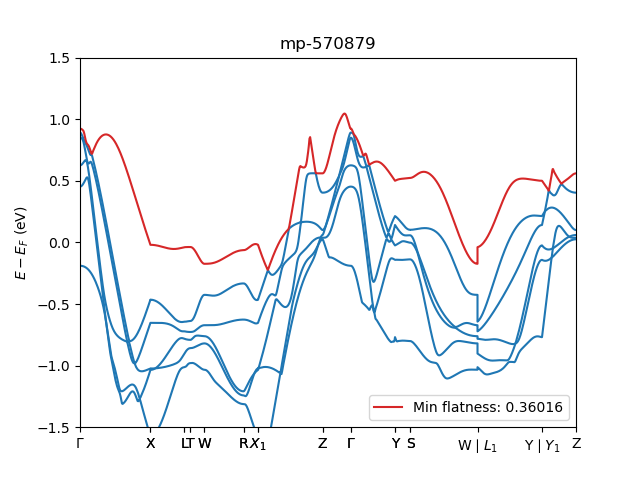 mp-570879
1.5
1.0
0.5
0.0
−0.5
−1.0
−1.5
E − E_F (eV)
Γ X LT W R X₁ Z Γ Y S W | L₁ Y | Y₁ Z
Min flatness: 0.36016